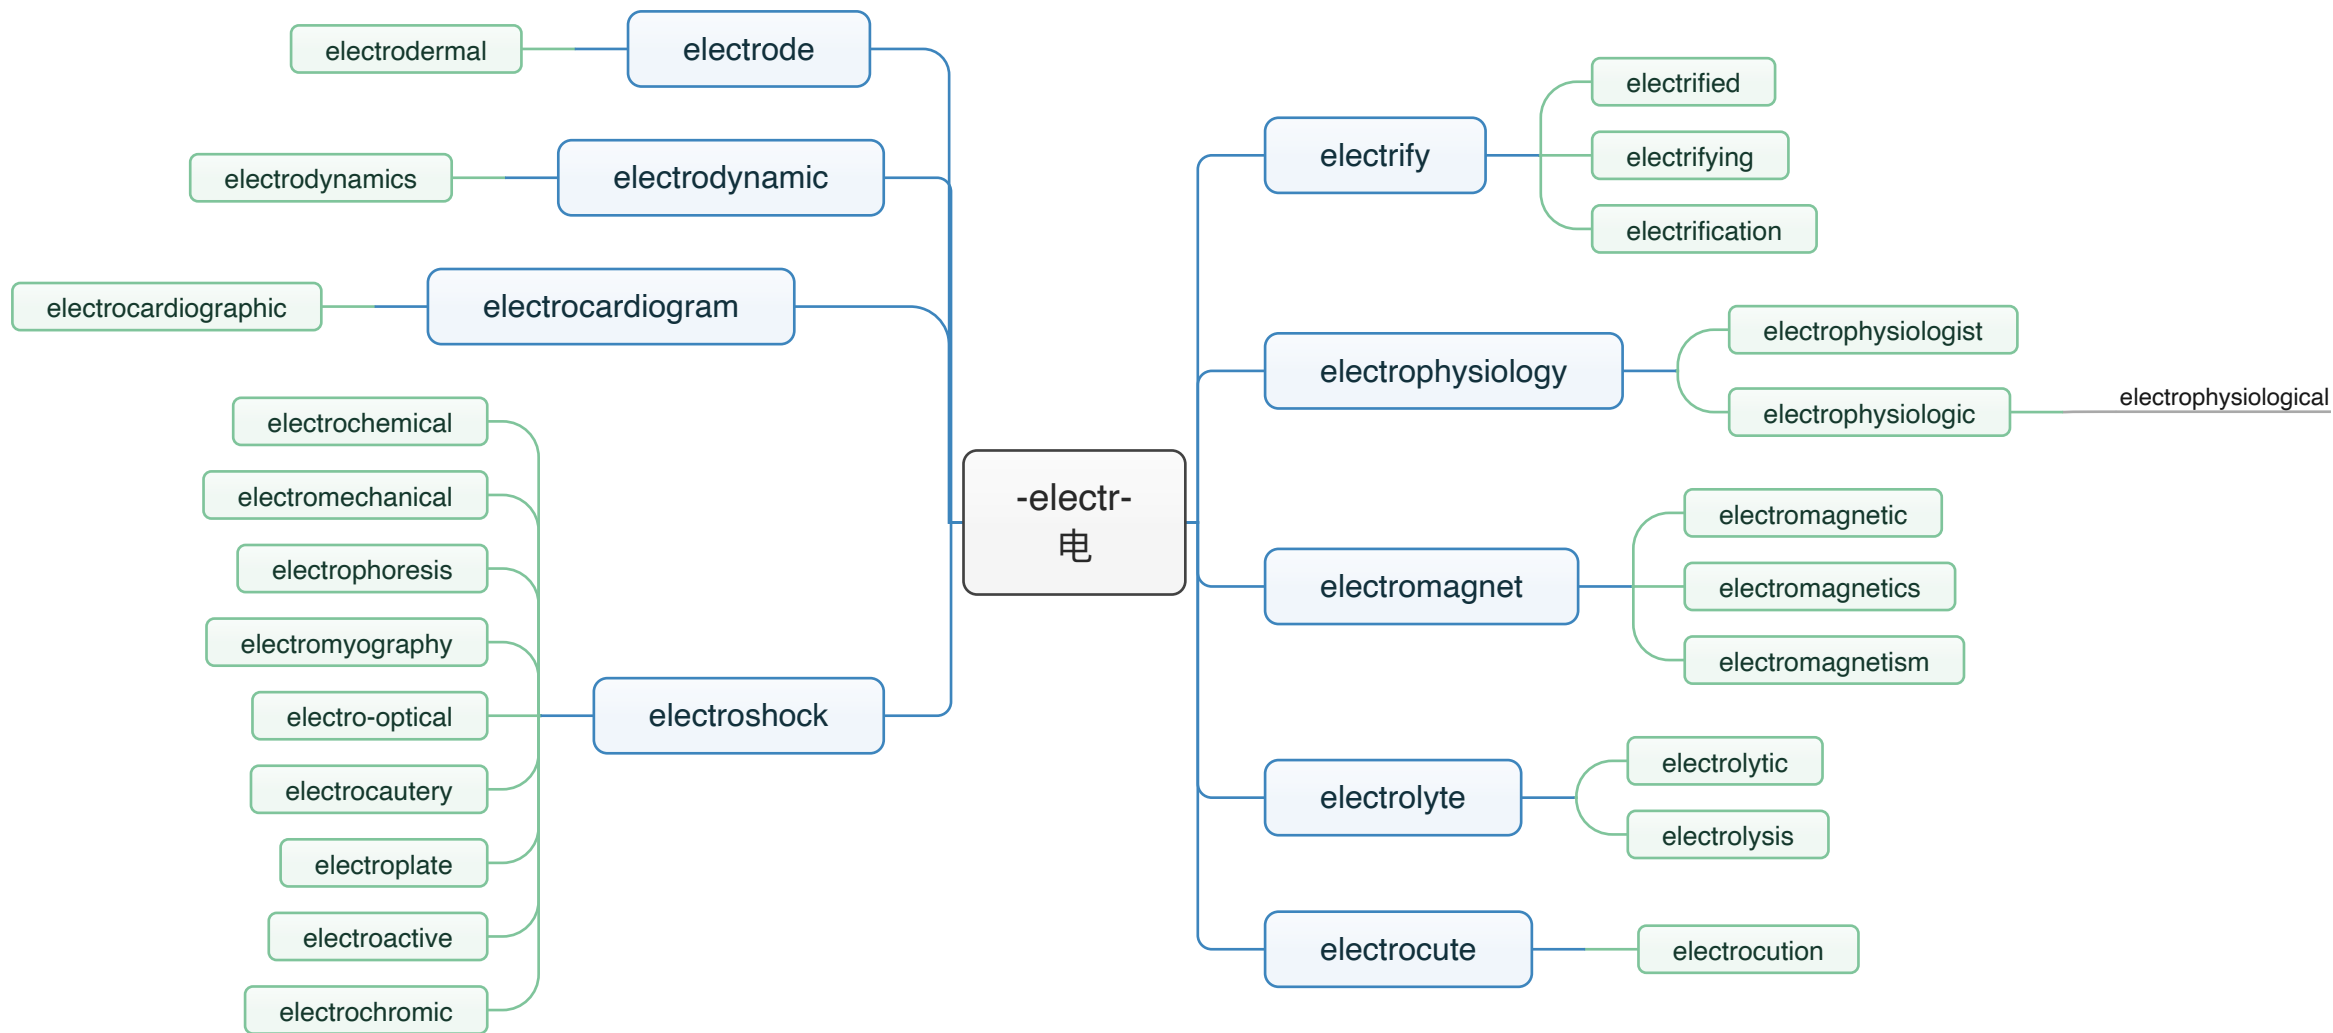 electrode
electrodermal
electrodynamic
electrodynamics
electrocardiogram
electrocardiographic
electroshock
electrochemical
electromechanical
electrophoresis
electromyography
electro-optical
electrocautery
electroplate
electroactive
electrochromic
-electr-
电
electrify
electrified
electrifying
electrification
electrophysiology
electrophysiologist
electrophysiologic
electrophysiological
electromagnet
electromagnetic
electromagnetics
electromagnetism
electrolyte
electrolytic
electrolysis
electrocute
electrocution